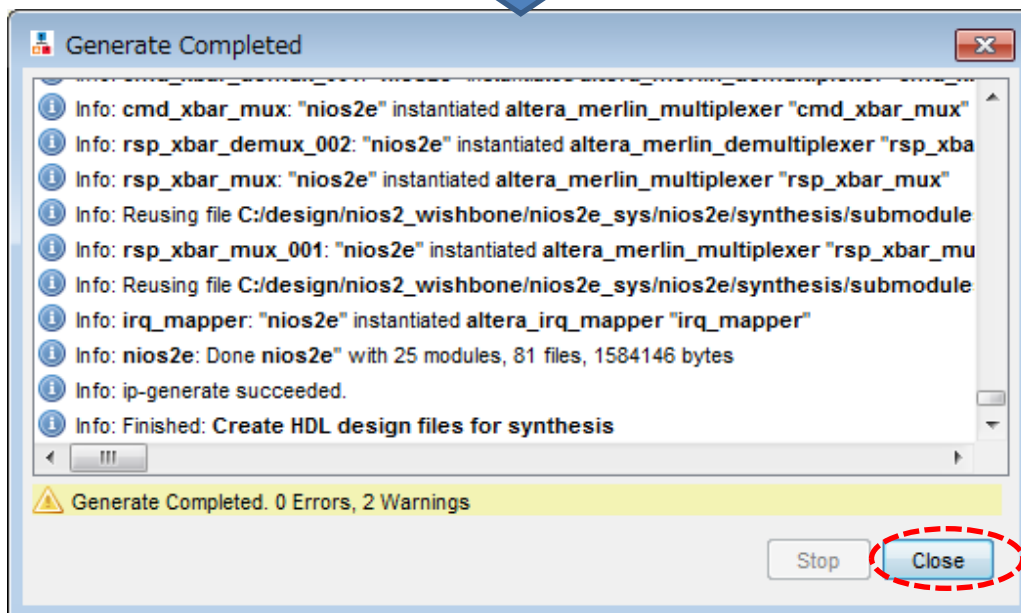 Generate Completed
Info: cmd_xbar_mux: "nios2e" instantiated altera_merlin_multiplexer "cmd_xbar_mux"
Info: rsp_xbar_demux_002: "nios2e" instantiated altera_merlin_demultiplexer "rsp_xba
Info: rsp_xbar_mux: "nios2e" instantiated altera_merlin_multiplexer "rsp_xbar_mux"
Info: Reusing file C:/design/nios2_wishbone/nios2e_sys/nios2e/synthesis/submodule
Info: rsp_xbar_mux_001: "nios2e" instantiated altera_merlin_multiplexer "rsp_xbar_mu
Info: Reusing file C:/design/nios2_wishbone/nios2e_sys/nios2e/synthesis/submodule
Info: irq_mapper: "nios2e" instantiated altera_irq_mapper "irq_mapper"
Info: nios2e: Done nios2e" with 25 modules, 81 files, 1584146 bytes
Info: ip-generate succeeded.
Info: Finished: Create HDL design files for synthesis
Generate Completed. 0 Errors, 2 Warnings
Stop Close